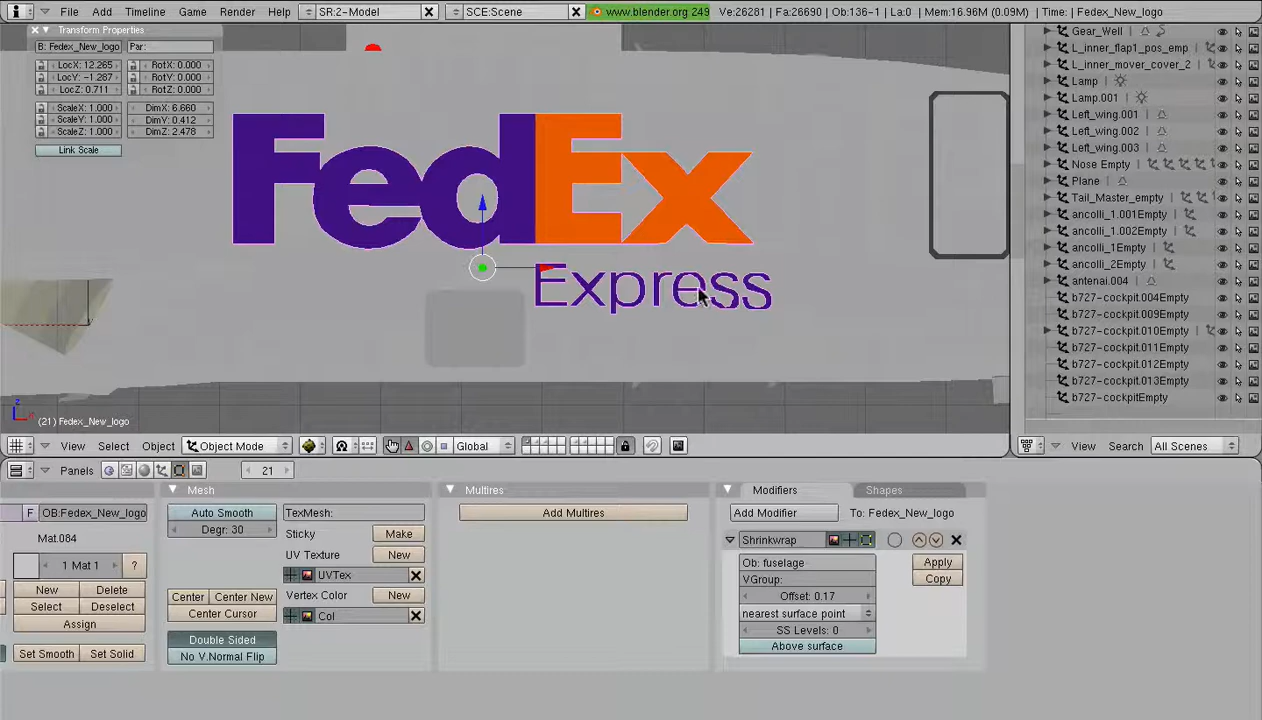 File Add Timeline Game Render Help SR:2-Model SCE:Scene www.blender.org 249 Ve:26281 | Fa:26690 | Ob:136-1 | La:0 | Mem:16.96M (0.09M) | Time: | Fedex_New_logo
Transform Properties
OB: Fedex_New_logo Par:
LocX: 12.265 RotX: 0.000
LocY: -1.287 RotY: 0.000
LocZ: 0.711 RotZ: 0.000
ScaleX: 1.000 DimX: 6.660
ScaleY: 1.000 DimY: 0.412
ScaleZ: 1.000 DimZ: 2.478
Link Scale
FedEx
Express
z
(21) Fedex_New_logo
Gear_Well
L_inner_flap1_pos_emp
L_inner_mover_cover_2
Lamp
Lamp.001
Left_wing.001
Left_wing.002
Left_wing.003
Nose Empty
Plane
Tail_Master_empty
ancolli_1.001Empty
ancolli_1.002Empty
ancolli_1Empty
ancolli_2Empty
antenai.004
b727-cockpit.004Empty
b727-cockpit.009Empty
b727-cockpit.010Empty
b727-cockpit.011Empty
b727-cockpit.012Empty
b727-cockpit.013Empty
b727-cockpitEmpty
View Select Object Object Mode Global
View Search All Scenes
Panels 21
F OB:Fedex_New_logo
Mat.084
1 Mat 1 ?
New Delete
Select Deselect
Assign
Set Smooth Set Solid
Mesh
Auto Smooth
Degr: 30
Center Center New
Center Cursor
Double Sided
No V.Normal Flip
TexMesh:
Sticky Make
UV Texture New
UVTex
Vertex Color New
Col
Multires
Add Multires
Modifiers Shapes
Add Modifier To: Fedex_New_logo
Shrinkwrap
Ob: fuselage Apply
VGroup: Copy
Offset: 0.17
nearest surface point
SS Levels: 0
Above surface